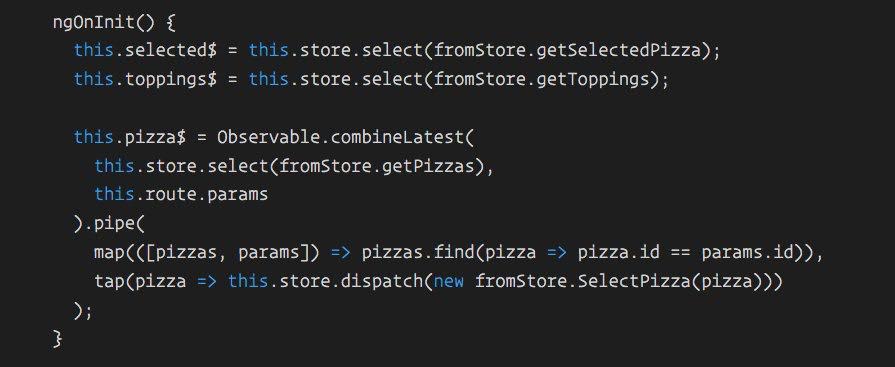 ngOnInit() {
this.selected$ = this.store.select(fromStore.getSelectedPizza);
this.toppings$ = this.store.select(fromStore.getToppings);
this.pizza$ = Observable.combineLatest(
this.store.select(fromStore.getPizzas),
this.route.params
).pipe(
map(([pizzas, params]) => pizzas.find(pizza => pizza.id == params.id)),
tap(pizza => this.store.dispatch(new fromStore.SelectPizza(pizza)))
);
}